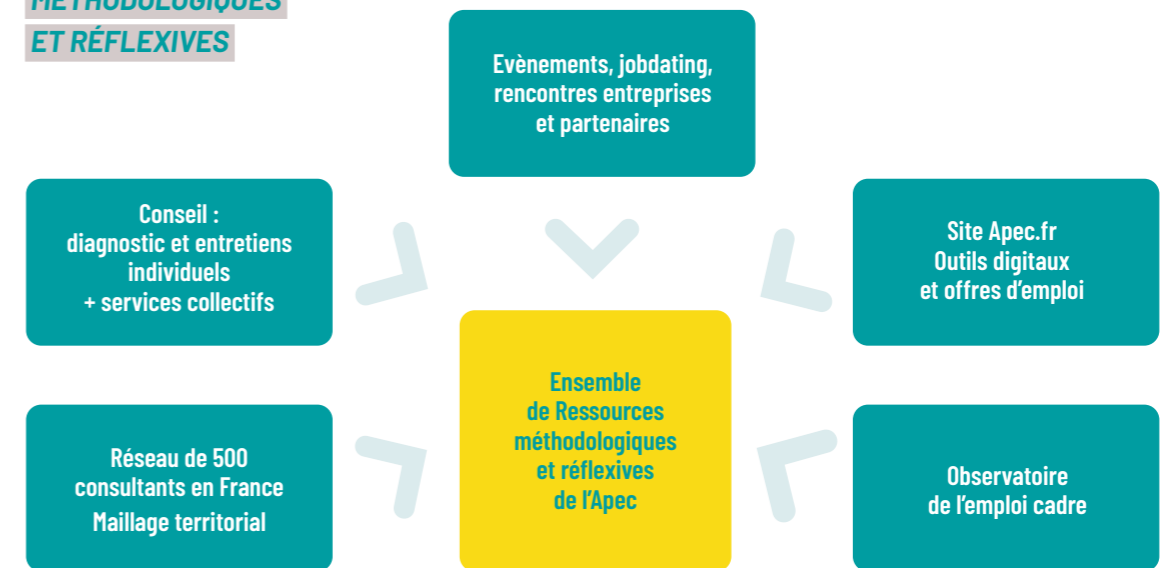 MÉTHODOLOGIQUES
ET RÉFLEXIVES
Evènements, jobdating,
rencontres entreprises
et partenaires
Conseil :
diagnostic et entretiens
individuels
+ services collectifs
Site Apec.fr
Outils digitaux
et offres d’emploi
Ensemble
de Ressources
méthodologiques
et réflexives
de l’Apec
Réseau de 500
consultants en France
Maillage territorial
Observatoire
de l’emploi cadre